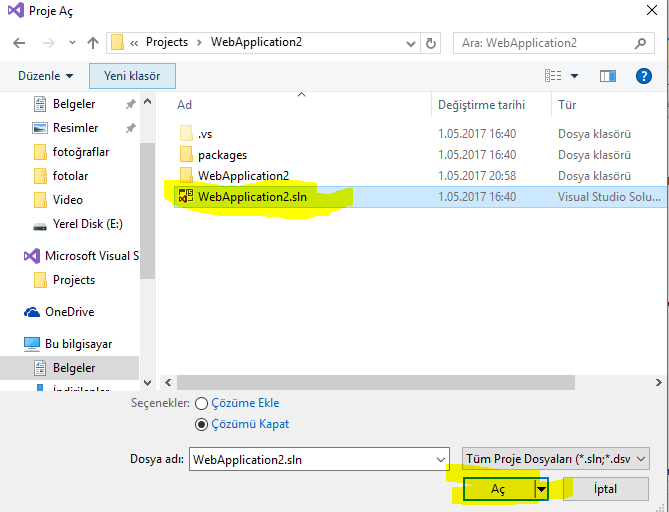 Proje Aç
« Projects > WebApplication2
Ara: WebApplication2
Düzenle
Yeni klasör
Belgeler
Resimler
fotoğraflar
fotolar
Video
Yerel Disk (E:)
Microsoft Visual S
Projects
OneDrive
Bu bilgisayar
Belgeler
İndirilenler
Ad Değiştirme tarihi Tür
.vs 1.05.2017 16:40 Dosya klasörü
packages 1.05.2017 16:40 Dosya klasörü
WebApplication2 1.05.2017 20:58 Dosya klasörü
WebApplication2.sln 1.05.2017 16:40 Visual Studio Solu...
Seçenekler: Çözüme Ekle
Çözümü Kapat
Dosya adı: WebApplication2.sln Tüm Proje Dosyaları (*.sln;*.dsw
Aç İptal